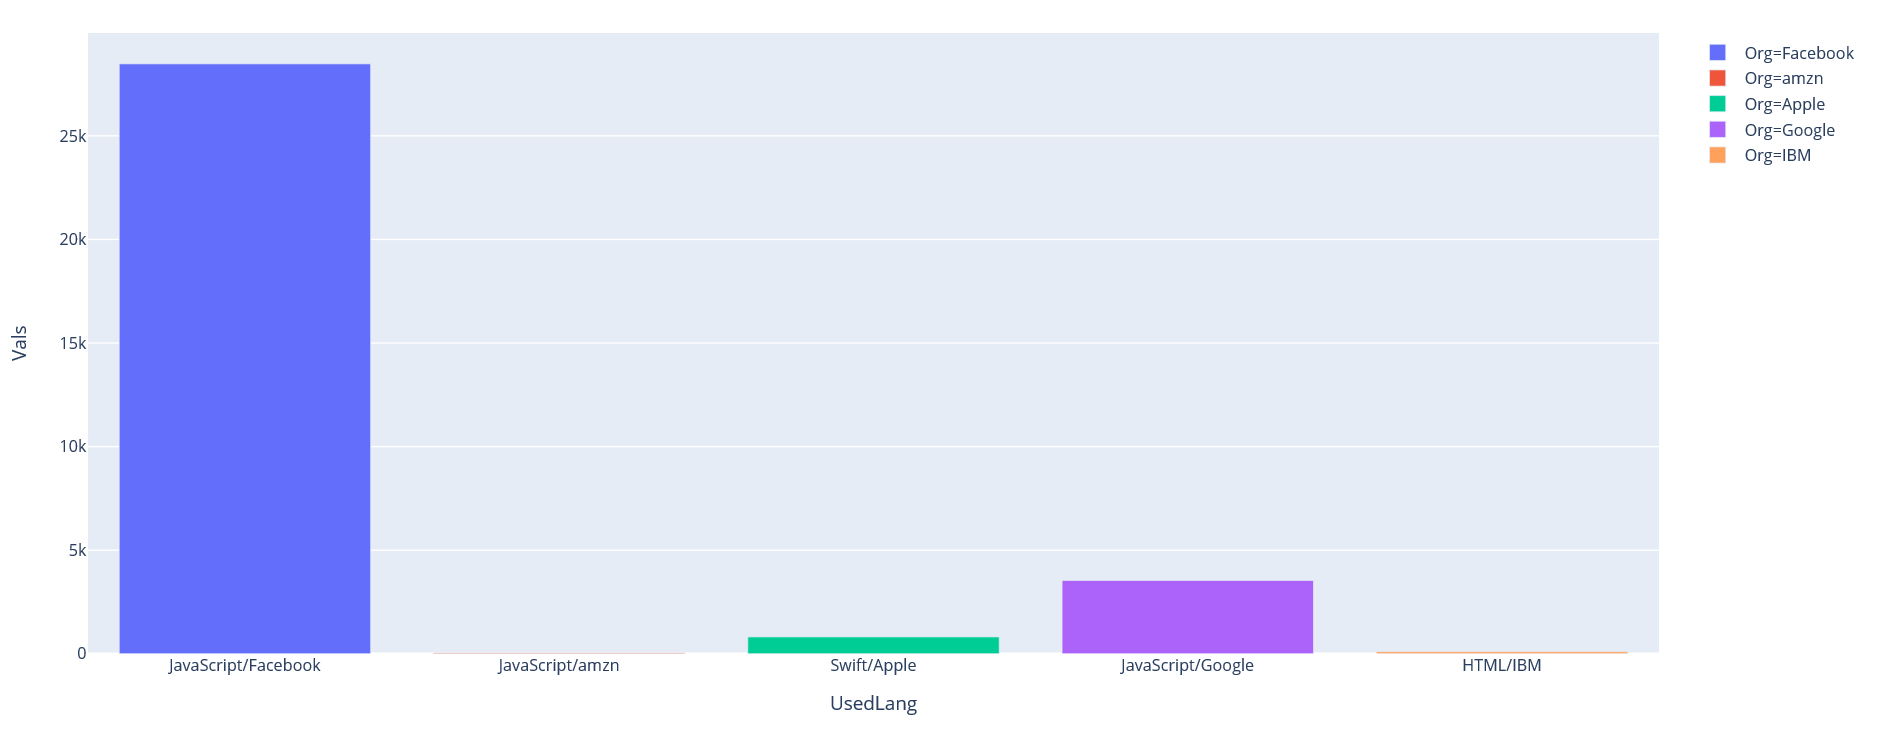 Org=Facebook
Org=amzn
Org=Apple
Org=Google
Org=IBM
25k
20k
15k
10k
5k
0
Vals
JavaScript/Facebook
JavaScript/amzn
Swift/Apple
JavaScript/Google
HTML/IBM
UsedLang